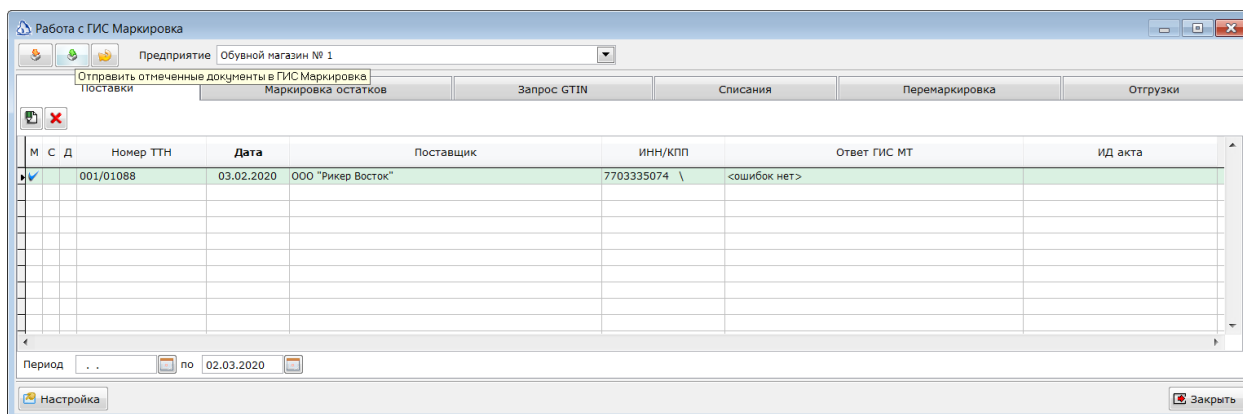 Работа с ГИС Маркировка
Предприятие Обувной магазин № 1
Отправить отмеченные документы в ГИС Маркировка
Поставки Маркировка остатков Запрос GTIN Списания Перемаркировка Отгрузки
М С Д Номер ТТН Дата Поставщик ИНН/КПП Ответ ГИС МТ ИД акта
001/01088 03.02.2020 ООО "Рикер Восток" 7703335074 \ <ошибок нет>
Период . . по 02.03.2020
Настройка Закрыть